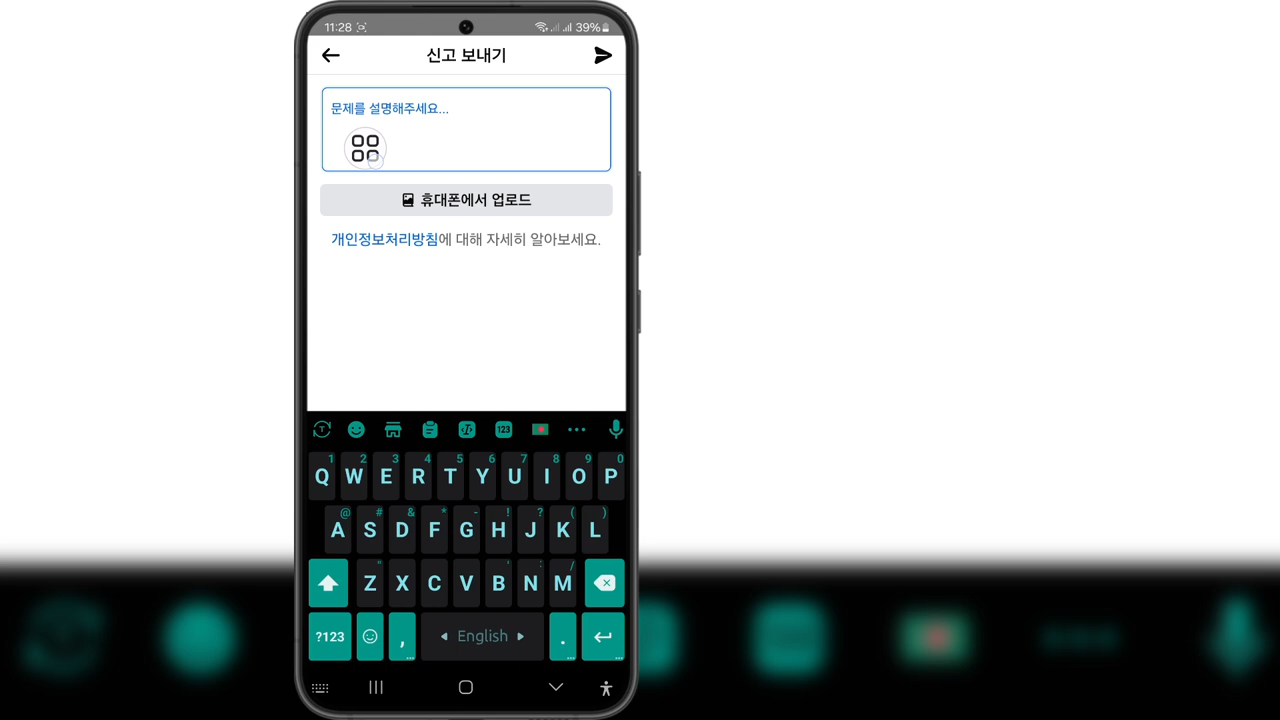 11:28 39%
신고 보내기
문제를 설명해주세요...
휴대폰에서 업로드
개인정보처리방침에 대해 자세히 알아보세요.
T 123
1 2 3 4 5 6 7 8 9 0
Q W E R T Y U I O P
@ # & * - ! ? ( )
A S D F G H J K L
" ' : /
Z X C V B N M
?123 , English .